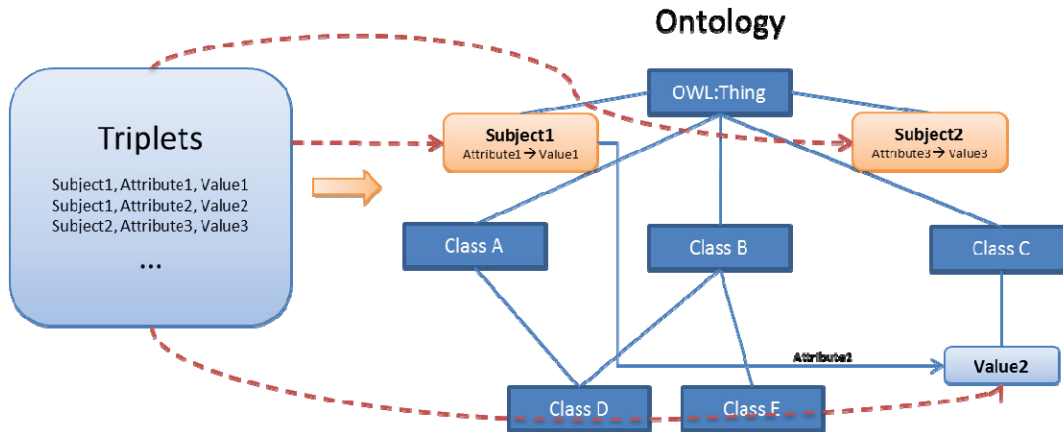 Ontology
Triplets
Subject1, Attribute1, Value1
Subject1, Attribute2, Value2
Subject2, Attribute3, Value3
...
OWL:Thing
Subject1
Attribute1 → Value1
Subject2
Attribute3 → Value3
Class A
Class B
Class C
Attribute2
Value2
Class D
Class E